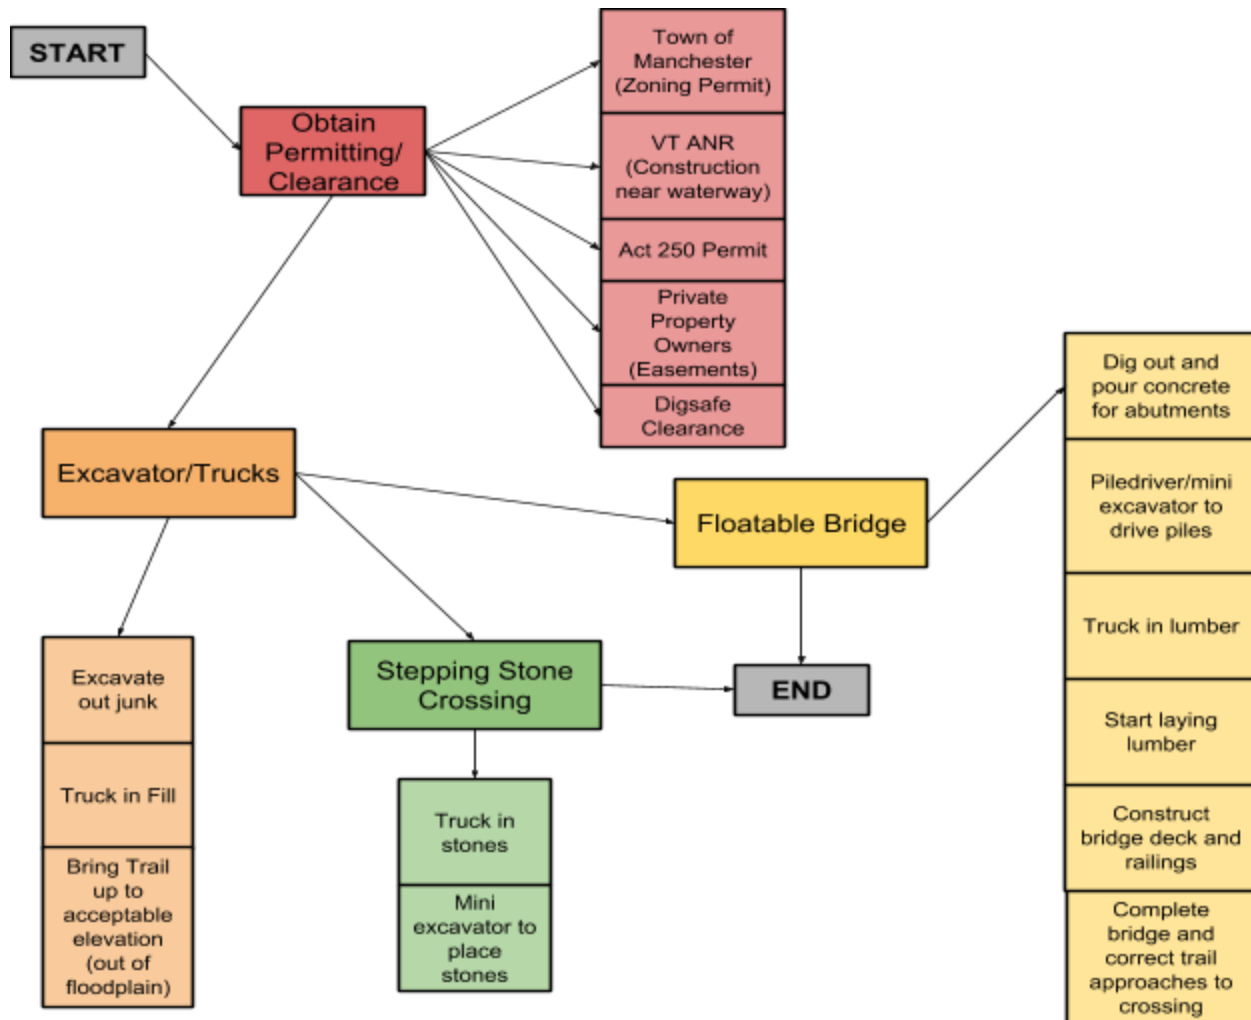 START
Obtain
Permitting/
Clearance
Town of
Manchester
(Zoning Permit)
VT ANR
(Construction
near waterway)
Act 250 Permit
Private
Property
Owners
(Easements)
Digsafe
Clearance
Excavator/Trucks
Excavate
out junk
Truck in Fill
Bring Trail
up to
acceptable
elevation
(out of
floodplain)
Stepping Stone
Crossing
Truck in
stones
Mini
excavator to
place
stones
Floatable Bridge
END
Dig out and
pour concrete
for abutments
Piledriver/mini
excavator to
drive piles
Truck in lumber
Start laying
lumber
Construct
bridge deck and
railings
Complete
bridge and
correct trail
approaches to
crossing